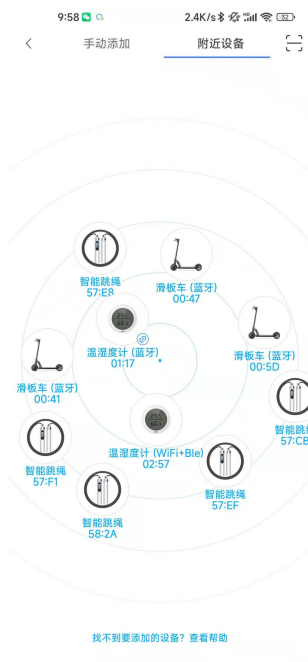 9:58
2.4K/s
手动添加
附近设备
智能跳绳
57:E8
滑板车 (蓝牙)
00:47
温湿度计 (蓝牙)
01:17
滑板车 (蓝牙)
00:5D
滑板车 (蓝牙)
00:41
智能跳
57:CB
温湿度计 (WiFi+Ble)
02:57
智能跳绳
57:F1
智能跳绳
57:EF
智能跳绳
58:2A
找不到要添加的设备？查看帮助